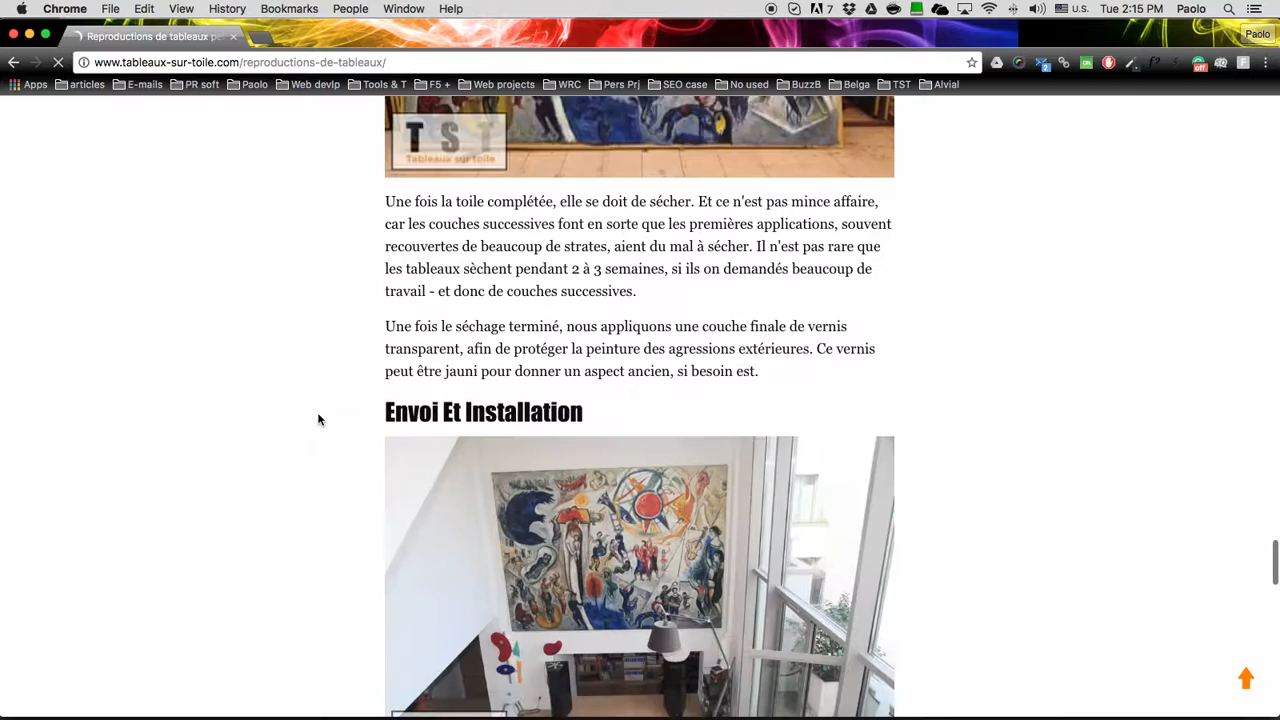 Chrome File Edit View History Bookmarks People Window Help 7 U.S. Tue 2:15 PM Paolo
Reproductions de tableaux pe × Paolo
www.tableaux-sur-toile.com/reproductions-de-tableaux/
Apps articles E-mails PR soft Paolo Web devlp Tools & T F5 + Web projects WRC Pers Prj SEO case No used BuzzB Belga TST Alvial
T S T
Tableaux sur toile
Une fois la toile complétée, elle se doit de sécher. Et ce n'est pas mince affaire,
car les couches successives font en sorte que les premières applications, souvent
recouvertes de beaucoup de strates, aient du mal à sécher. Il n'est pas rare que
les tableaux sèchent pendant 2 à 3 semaines, si ils on demandés beaucoup de
travail - et donc de couches successives.
Une fois le séchage terminé, nous appliquons une couche finale de vernis
transparent, afin de protéger la peinture des agressions extérieures. Ce vernis
peut être jauni pour donner un aspect ancien, si besoin est.
Envoi Et Installation